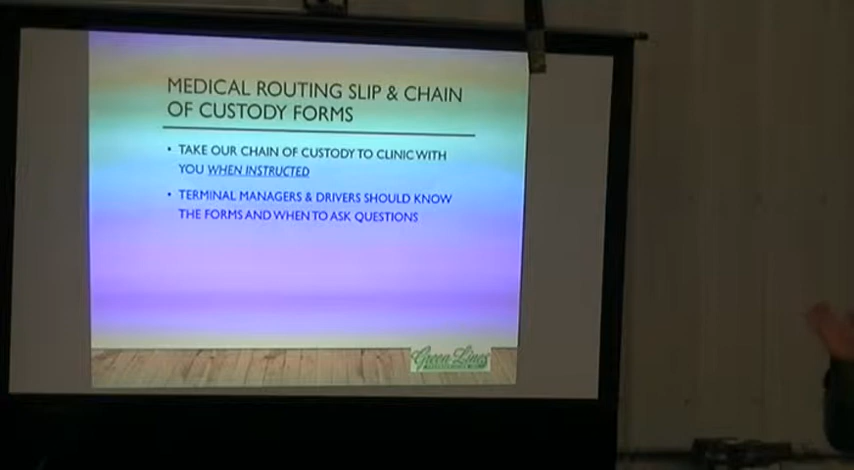 MEDICAL ROUTING SLIP & CHAIN
OF CUSTODY FORMS
• TAKE OUR CHAIN OF CUSTODY TO CLINIC WITH
YOU WHEN INSTRUCTED
• TERMINAL MANAGERS & DRIVERS SHOULD KNOW
THE FORMS AND WHEN TO ASK QUESTIONS
Green Lines